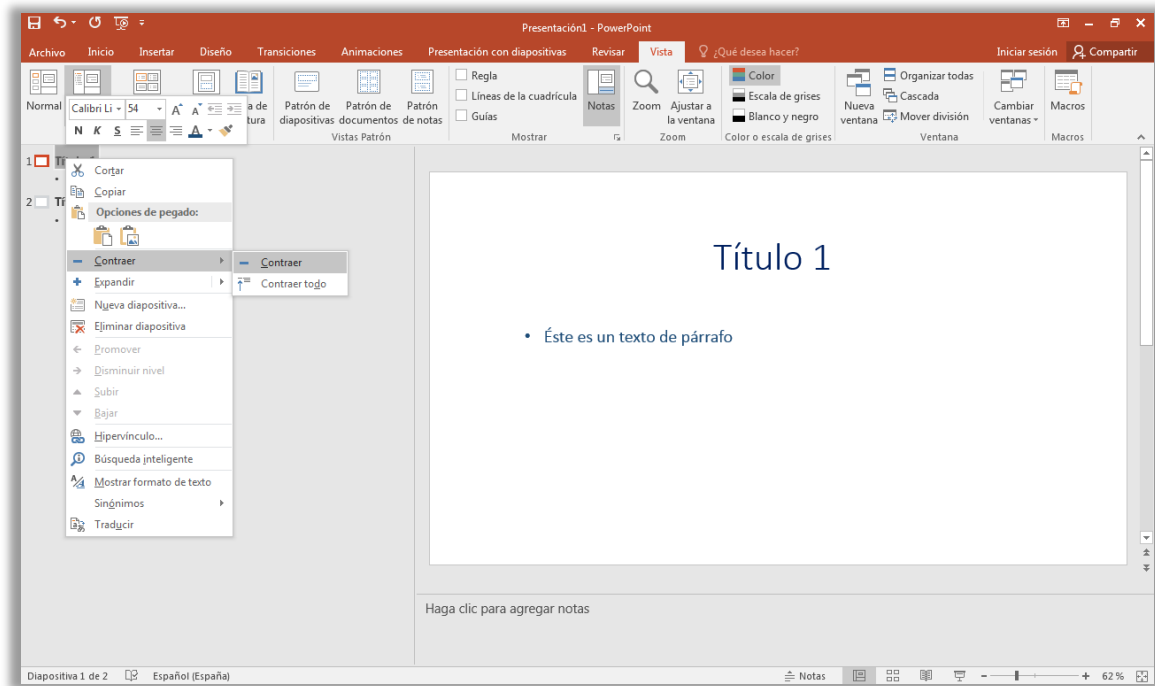 Presentación1 - PowerPoint
Archivo Inicio Insertar Diseño Transiciones Animaciones Presentación con diapositivas Revisar Vista ¿Qué desea hacer? Iniciar sesión Compartir
Normal
Calibri Li 54
N K S
Patrón de diapositivas
Patrón de documentos
Patrón de notas
Vistas Patrón
Regla
Líneas de la cuadrícula
Guías
Mostrar
Notas
Zoom
Ajustar a la ventana
Zoom
Color
Escala de grises
Blanco y negro
Color o escala de grises
Nueva ventana
Organizar todas
Cascada
Mover división
Cambiar ventanas
Ventana
Macros
Macros
1
2
Cortar
Copiar
Opciones de pegado:
Contraer
Expandir
Nueva diapositiva...
Eliminar diapositiva
Promover
Disminuir nivel
Subir
Bajar
Hipervínculo...
Búsqueda inteligente
Mostrar formato de texto
Sinónimos
Traducir
Contraer
Contraer todo
Título 1
• Éste es un texto de párrafo
Haga clic para agregar notas
Diapositiva 1 de 2 Español (España) Notas 62 %